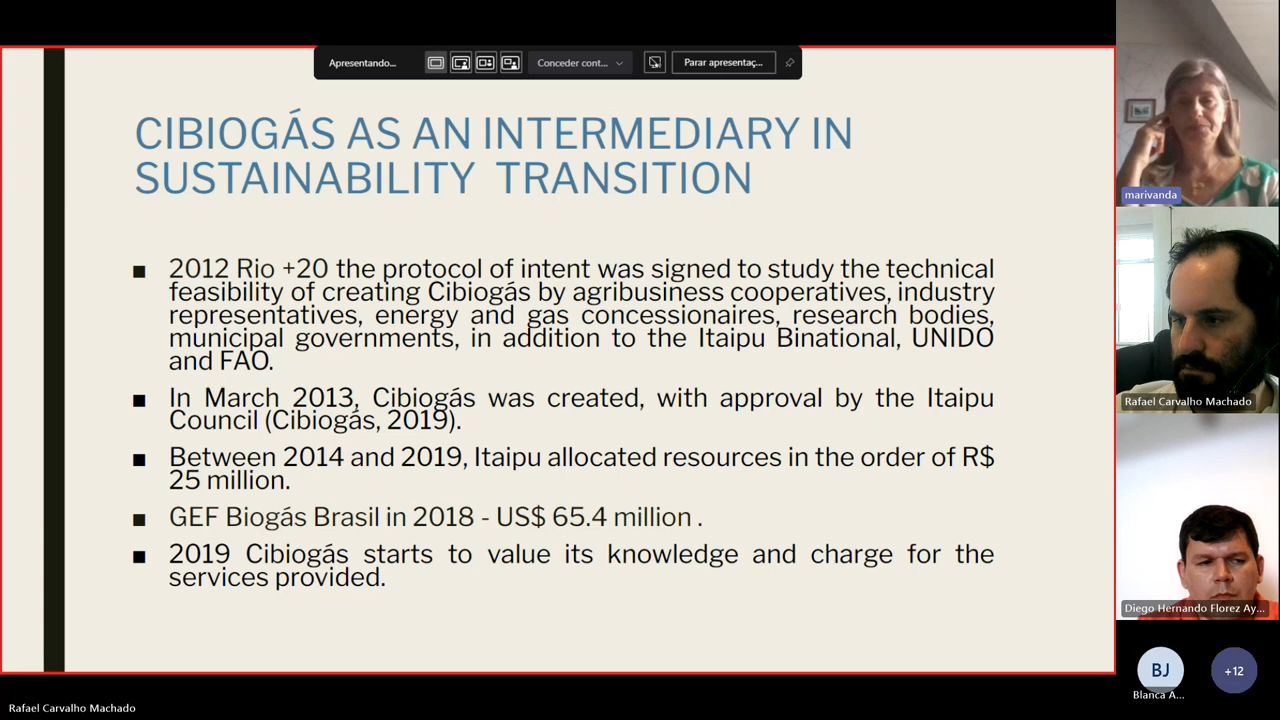 Apresentando...
Conceder cont...
Parar apresentaç...
CIBIOGÁS AS AN INTERMEDIARY IN
SUSTAINABILITY TRANSITION
■ 2012 Rio +20 the protocol of intent was signed to study the technical
feasibility of creating Cibiogás by agribusiness cooperatives, industry
representatives, energy and gas concessionaires, research bodies,
municipal governments, in addition to the Itaipu Binational, UNIDO
and FAO.
■ In March 2013, Cibiogás was created, with approval by the Itaipu
Council (Cibiogás, 2019).
■ Between 2014 and 2019, Itaipu allocated resources in the order of R$
25 million.
■ GEF Biogás Brasil in 2018 - US$ 65.4 million .
■ 2019 Cibiogás starts to value its knowledge and charge for the
services provided.
marivanda
Rafael Carvalho Machado
Diego Hernando Florez Ay...
BJ
+12
Blanca A...
Rafael Carvalho Machado